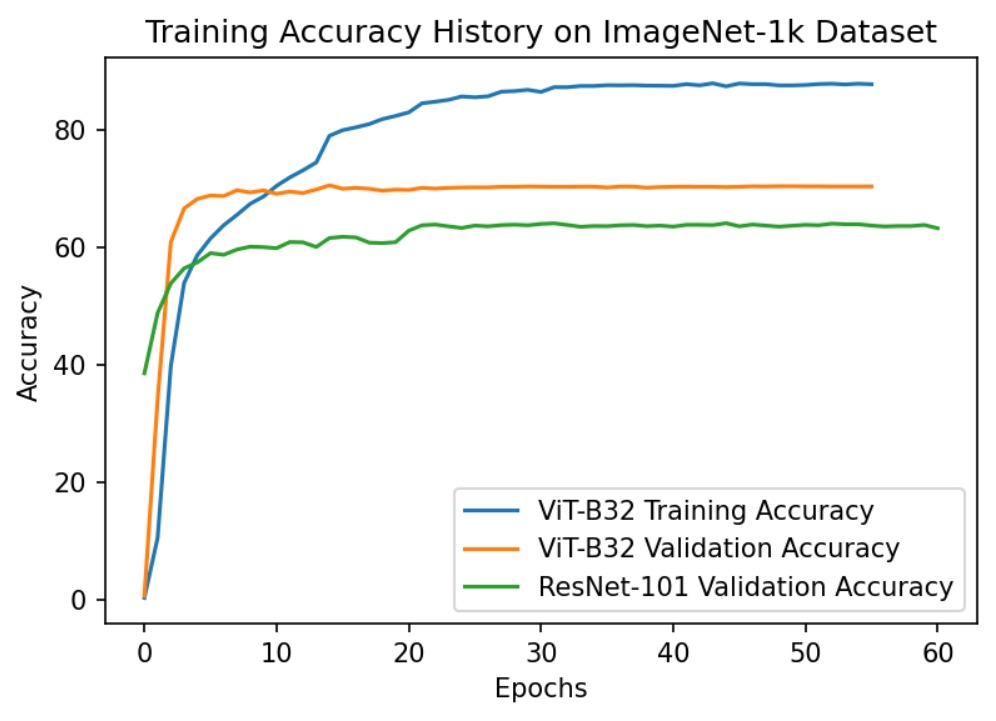 Training Accuracy History on ImageNet-1k Dataset
80
60
40
20
0
Accuracy
ViT-B32 Training Accuracy
ViT-B32 Validation Accuracy
ResNet-101 Validation Accuracy
0 10 20 30 40 50 60
Epochs